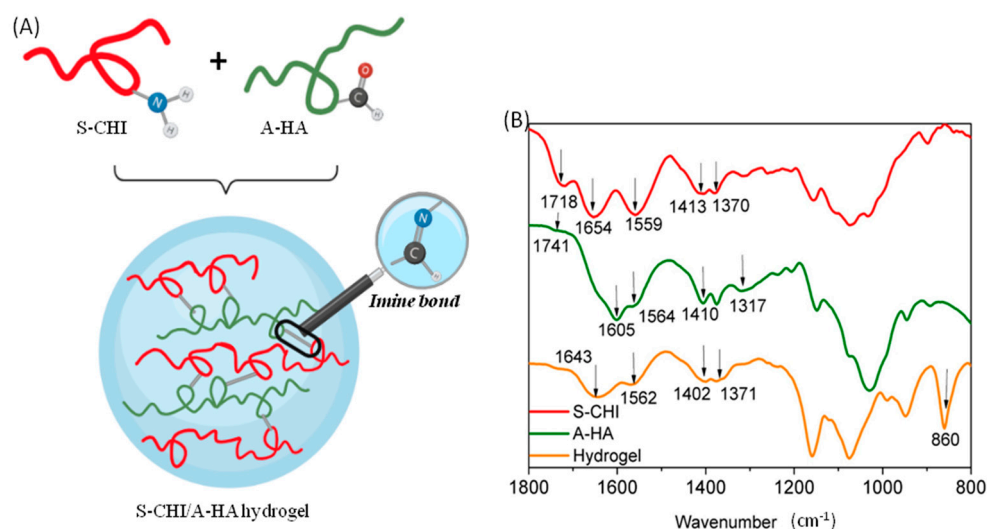 (A)
+
S-CHI
A-HA
N
H
H
O
C
H
N
C
H
Imine bond
S-CHI/A-HA hydrogel
(B)
1718
1654
1559
1413
1370
1741
1605
1564
1410
1317
1643
1562
1402
1371
860
S-CHI
A-HA
Hydrogel
1800
1600
1400
1200
1000
800
Wavenumber (cm-1)